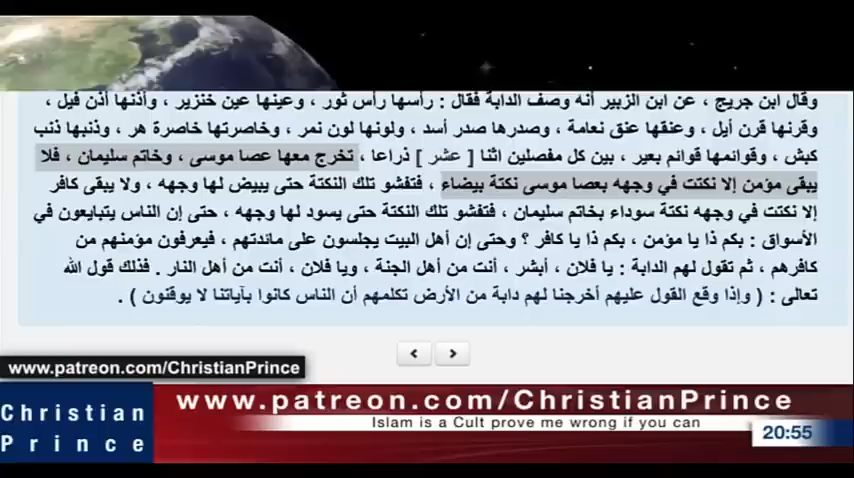 وقال ابن جريج ، عن ابن الزبير أنه وصف الدابة فقال : رأسها رأس ثور ، وعينها عين خنزير ، وأذنها أذن فيل ،
وقرنها قرن أيل ، وعنقها عنق نعامة ، وصدرها صدر أسد ، ولونها لون نمر ، وخاصرتها خاصرة هر ، وذنبها ذنب
كبش ، وقوائمها قوائم بعير ، بين كل مفصلين اثنا [ عشر ] ذراعا ، تخرج معها عصا موسى ، وخاتم سليمان ، فلا
يبقى مؤمن إلا نكتت في وجهه بعصا موسى نكتة بيضاء ، فتفشو تلك النكتة حتى يبيض لها وجهه ، ولا يبقى كافر
إلا نكتت في وجهه نكتة سوداء بخاتم سليمان ، فتفشو تلك النكتة حتى يسود لها وجهه ، حتى إن الناس يتبايعون في
الأسواق : بكم ذا يا مؤمن ، بكم ذا يا كافر ؟ وحتى إن أهل البيت يجلسون على مائدتهم ، فيعرفون مؤمنهم من
كافرهم ، ثم تقول لهم الدابة : يا فلان ، أبشر ، أنت من أهل الجنة ، ويا فلان ، أنت من أهل النار . فذلك قول الله
تعالى : ( وإذا وقع القول عليهم أخرجنا لهم دابة من الأرض تكلمهم أن الناس كانوا بآياتنا لا يوقنون ) .
www.patreon.com/ChristianPrince
www.patreon.com/ChristianPrince
Christian
Prince
Islam is a Cult prove me wrong if you can
20:55